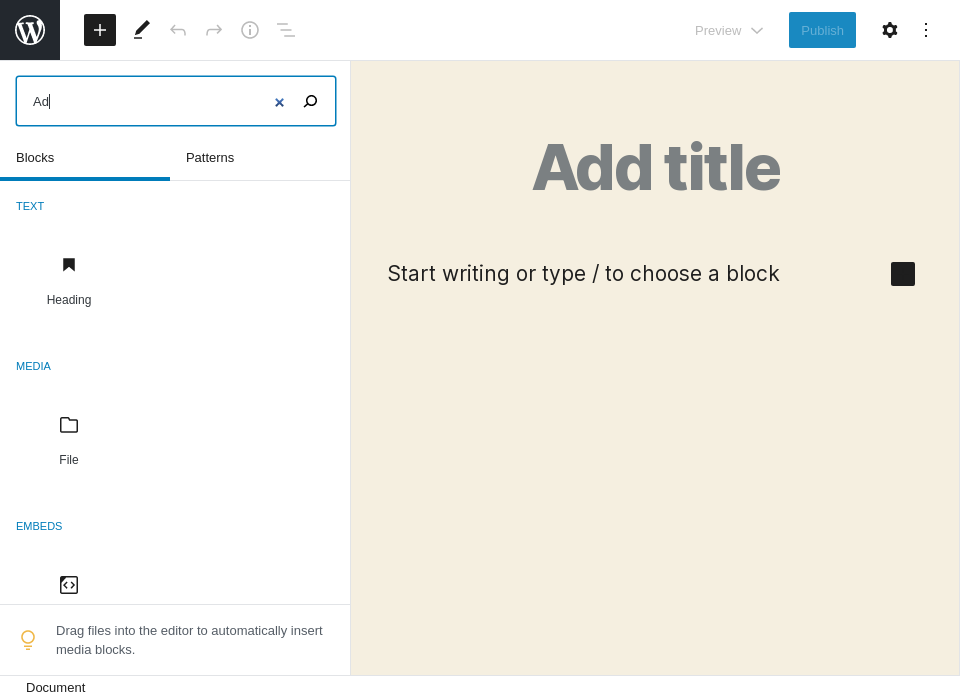 Preview
Publish
Ad
Blocks
Patterns
TEXT
Heading
MEDIA
File
EMBEDS
Drag files into the editor to automatically insert
media blocks.
Add title
Start writing or type / to choose a block
Document